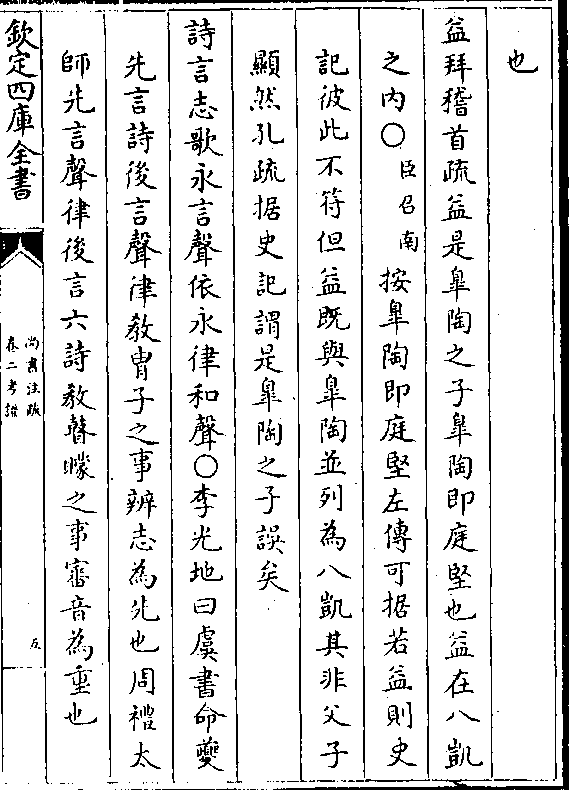 也
益拜稽首疏益是臯陶之子臯陶即庭堅也益在八凱
之内○臣召南按臯陶即庭堅左傳可据若益則史
記彼此不符但益既與臯陶並列為八凱其非父子
顯然孔疏据史記謂是臯陶之子誤矣
詩言志歌永言聲依永律和聲○李光地曰虞書命夔
先言詩後言聲律教胄子之事辨志為先也周禮太
師先言聲律後言六詩教瞽矇之事審音為重也
欽定四庫全書
尚書注疏
卷二考證
五